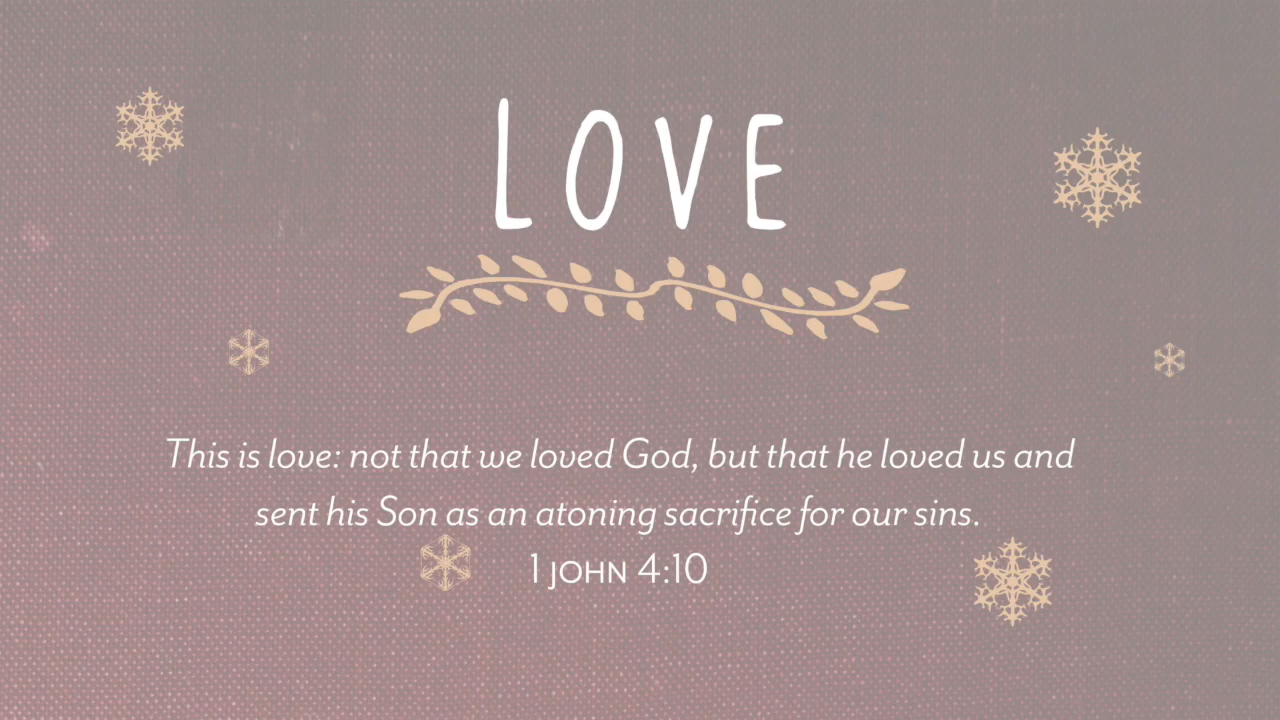 LOVE
This is love: not that we loved God, but that he loved us and
sent his Son as an atoning sacrifice for our sins.
1 JOHN 4:10